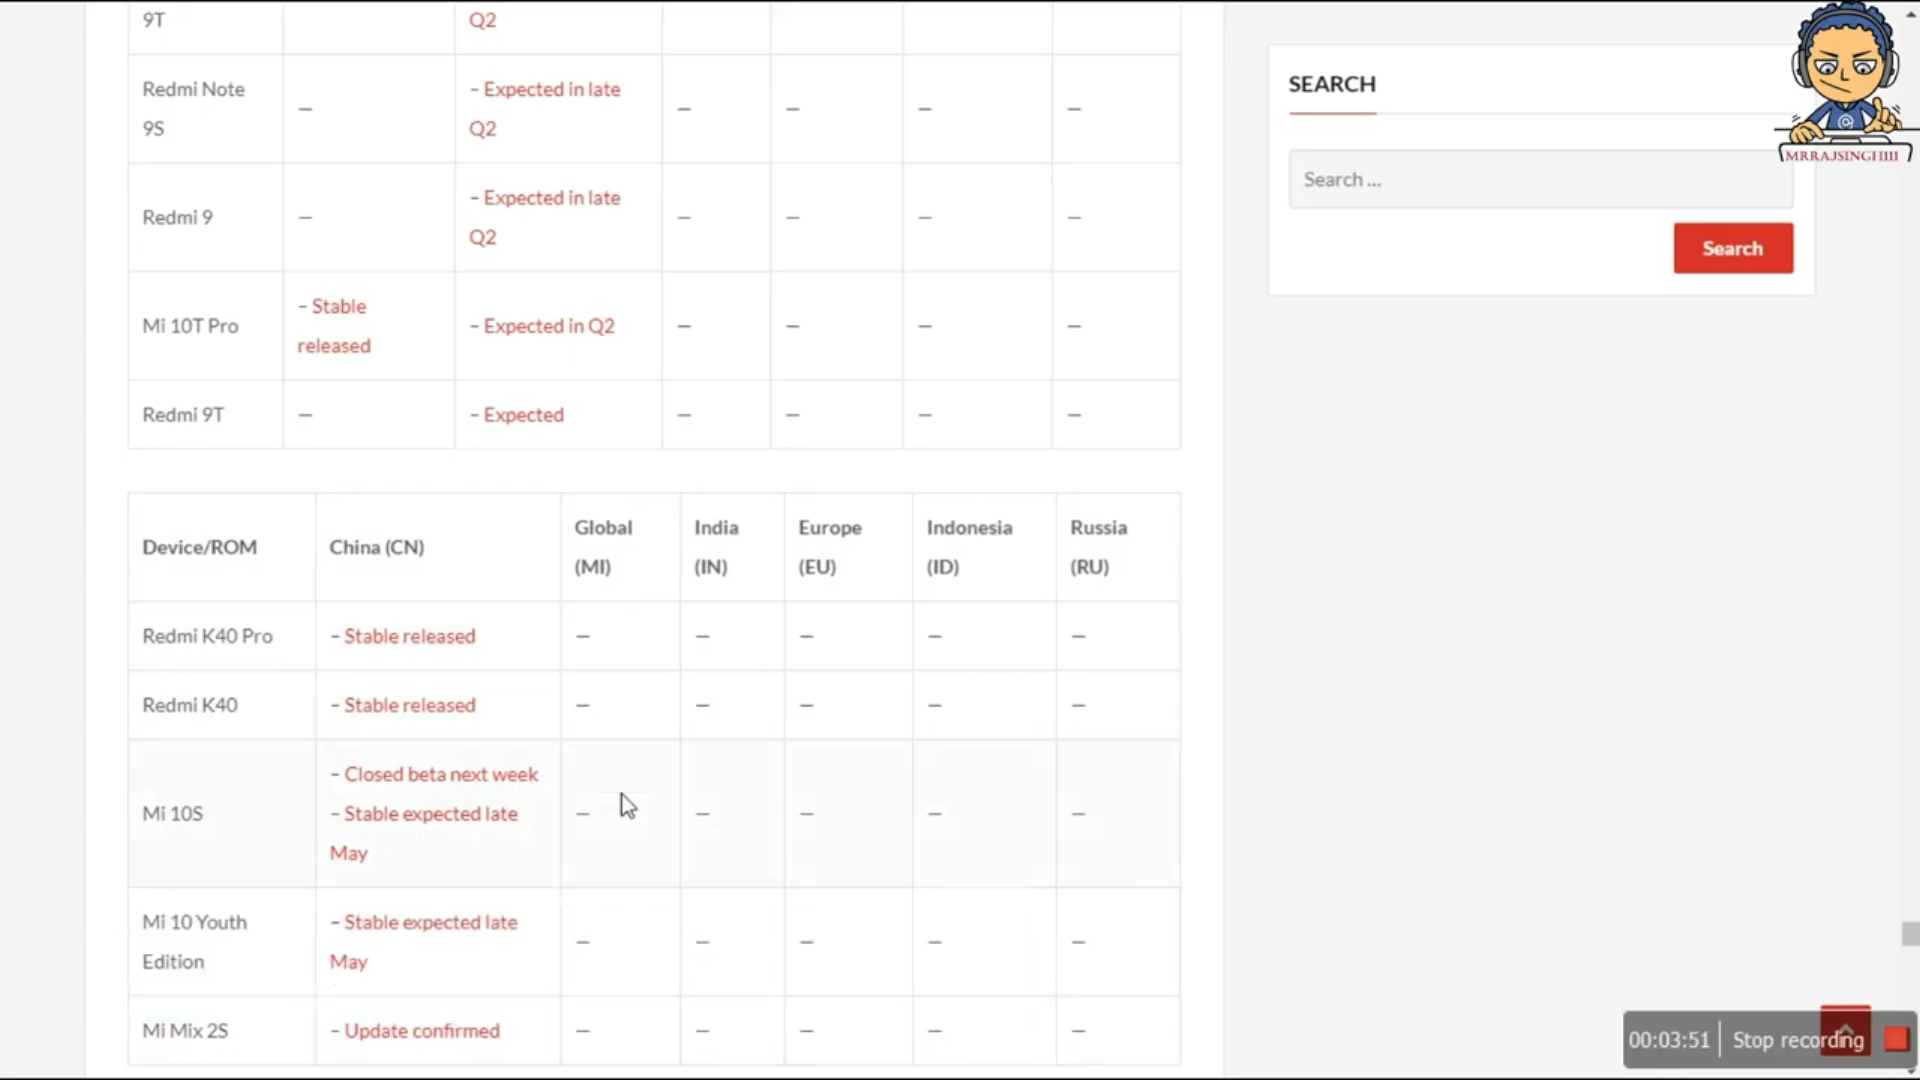 9T
Q2
Redmi Note
9S
—
– Expected in late
Q2
—
—
—
—
Redmi 9
—
– Expected in late
Q2
—
—
—
—
Mi 10T Pro
– Stable
released
– Expected in Q2
—
—
—
—
Redmi 9T
—
– Expected
—
—
—
—
Device/ROM
China (CN)
Global
(MI)
India
(IN)
Europe
(EU)
Indonesia
(ID)
Russia
(RU)
Redmi K40 Pro
– Stable released
—
—
—
—
—
Redmi K40
– Stable released
—
—
—
—
—
Mi 10S
– Closed beta next week
– Stable expected late
May
—
—
—
—
—
Mi 10 Youth
Edition
– Stable expected late
May
—
—
—
—
—
Mi Mix 2S
– Update confirmed
—
—
—
—
—
SEARCH
Search ...
Search
@
MRRAJSINGH111
00:03:51
Stop recording